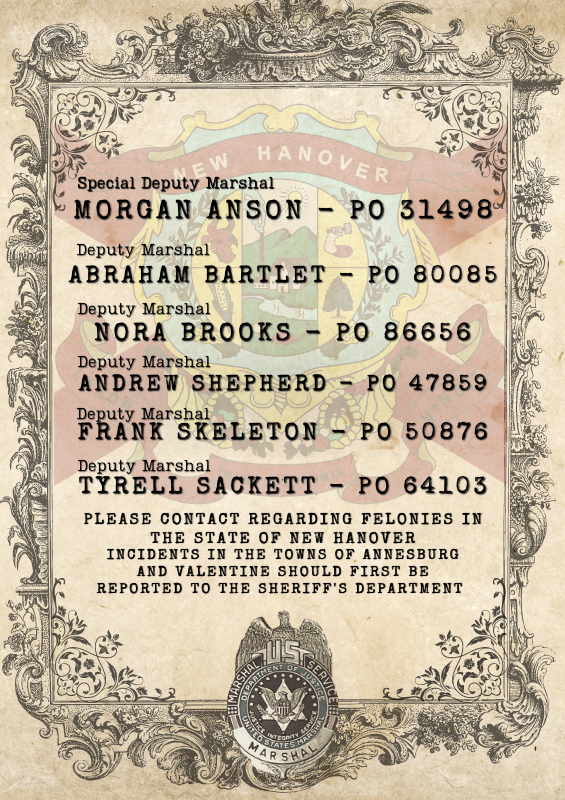 NEW HANOVER
Special Deputy Marshal
MORGAN ANSON - PO 31498
Deputy Marshal
ABRAHAM BARTLET - PO 80085
Deputy Marshal
NORA BROOKS - PO 86656
Deputy Marshal
ANDREW SHEPHERD - PO 47859
Deputy Marshal
FRANK SKELETON - PO 50876
Deputy Marshal
TYRELL SACKETT - PO 64103
PLEASE CONTACT REGARDING FELONIES IN
THE STATE OF NEW HANOVER
INCIDENTS IN THE TOWNS OF ANNESBURG
AND VALENTINE SHOULD FIRST BE
REPORTED TO THE SHERIFF'S DEPARTMENT
US
MARSHAL SERVICE
DEPARTMENT OF JUSTICE
INTEGRITY
UNITED STATES MARSHAL
MARSHAL